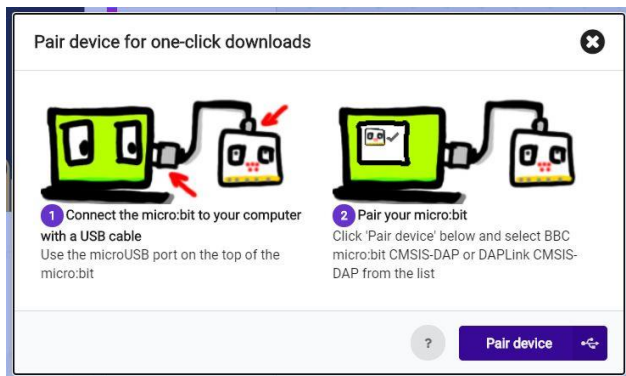 Pair device for one-click downloads
1 Connect the micro:bit to your computer
with a USB cable
Use the microUSB port on the top of the
micro:bit
2 Pair your micro:bit
Click 'Pair device' below and select BBC
micro:bit CMSIS-DAP or DAPLink CMSIS-
DAP from the list
?
Pair device